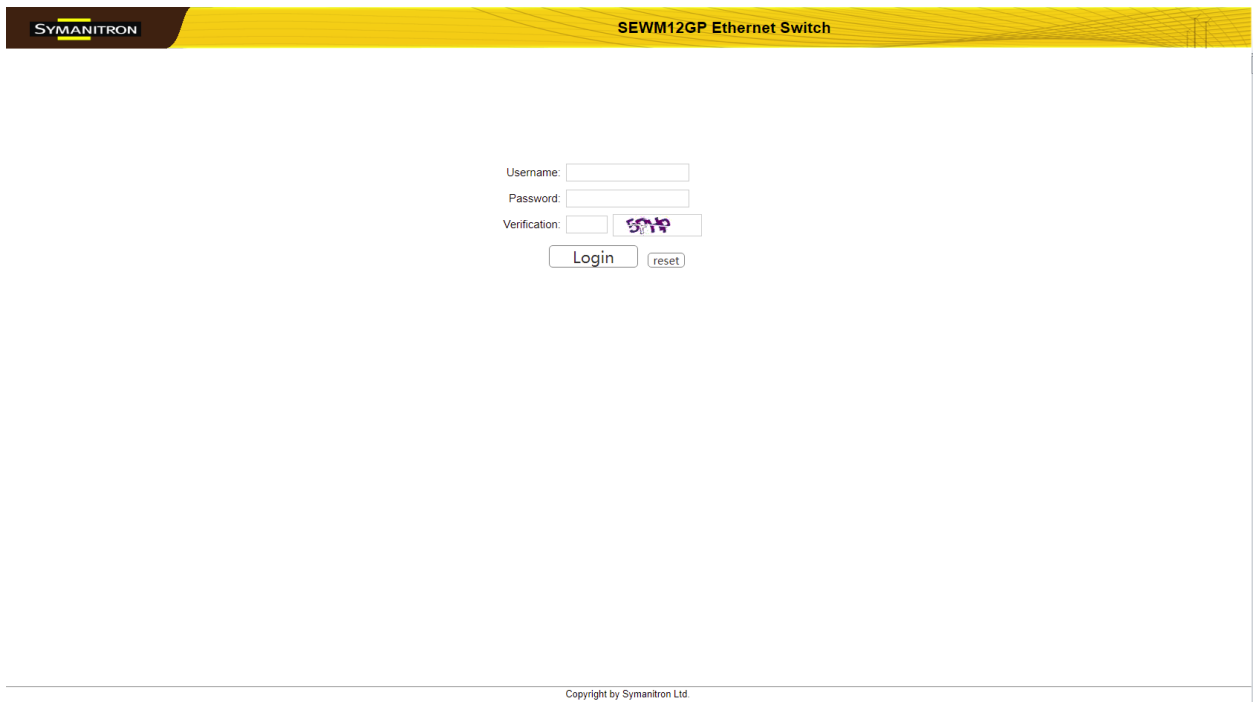 SYMANITRON
SEWM12GP Ethernet Switch
Username:
Password:
Verification:
Login reset
Copyright by Symanitron Ltd.